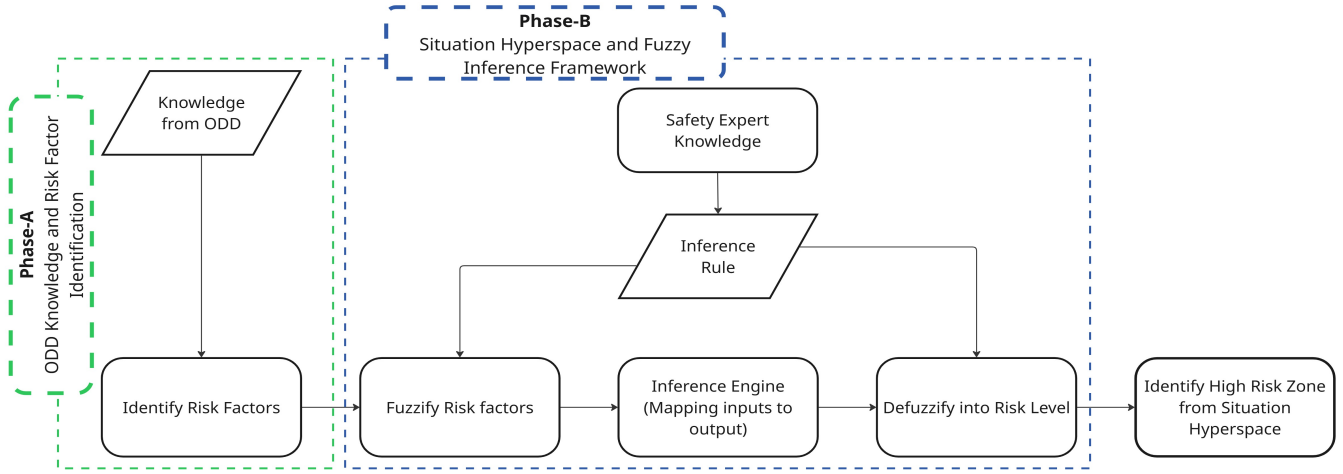 Phase-B
Situation Hyperspace and Fuzzy
Inference Framework
Phase-A
ODD Knowledge and Risk Factor
Identification
Knowledge
from ODD
Safety Expert
Knowledge
Inference
Rule
Identify Risk Factors
Fuzzify Risk factors
Inference Engine
(Mapping inputs to
output)
Defuzzify into Risk Level
Identify High Risk Zone
from Situation
Hyperspace